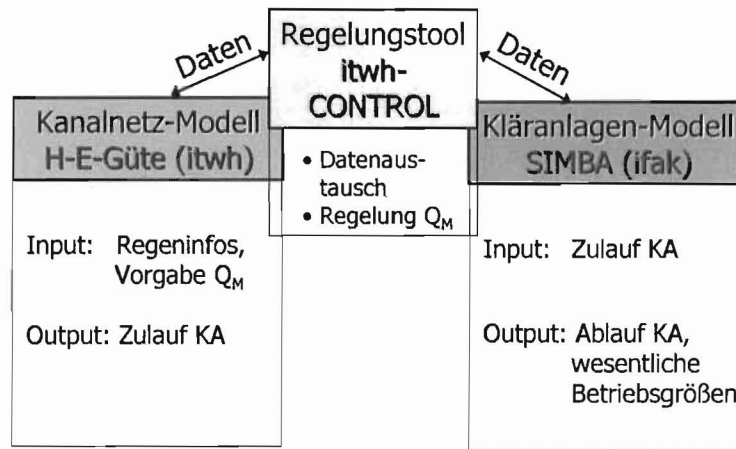 Daten
Regelungstool
itwh-
CONTROL
Daten
Kanalnetz-Modell
H-E-Güte (itwh)
• Datenaus-
tausch
• Regelung QM
Kläranlagen-Modell
SIMBA (ifak)
Input: Regeninfos,
Vorgabe QM
Output: Zulauf KA
Input: Zulauf KA
Output: Ablauf KA,
wesentliche
Betriebsgrößen